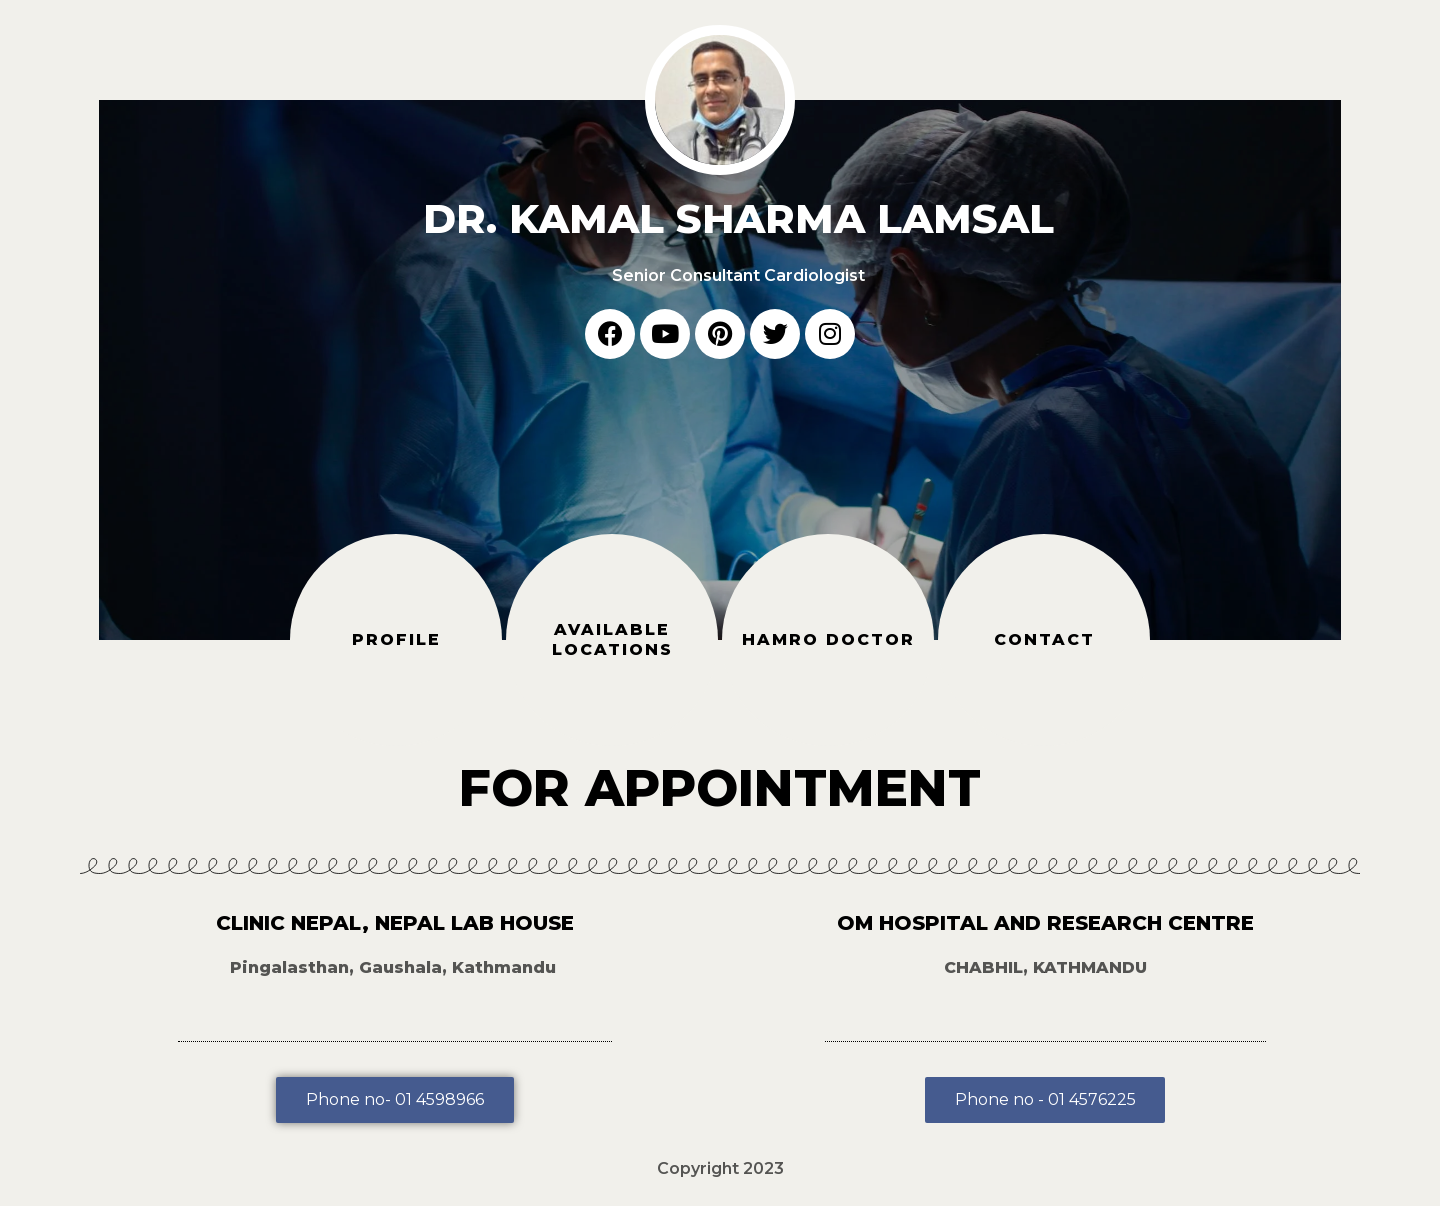 DR. KAMAL SHARMA LAMSAL
Senior Consultant Cardiologist
PROFILE
AVAILABLE
LOCATIONS
HAMRO DOCTOR
CONTACT
FOR APPOINTMENT
CLINIC NEPAL, NEPAL LAB HOUSE
Pingalasthan, Gaushala, Kathmandu
Phone no- 01 4598966
OM HOSPITAL AND RESEARCH CENTRE
CHABHIL, KATHMANDU
Phone no - 01 4576225
Copyright 2023